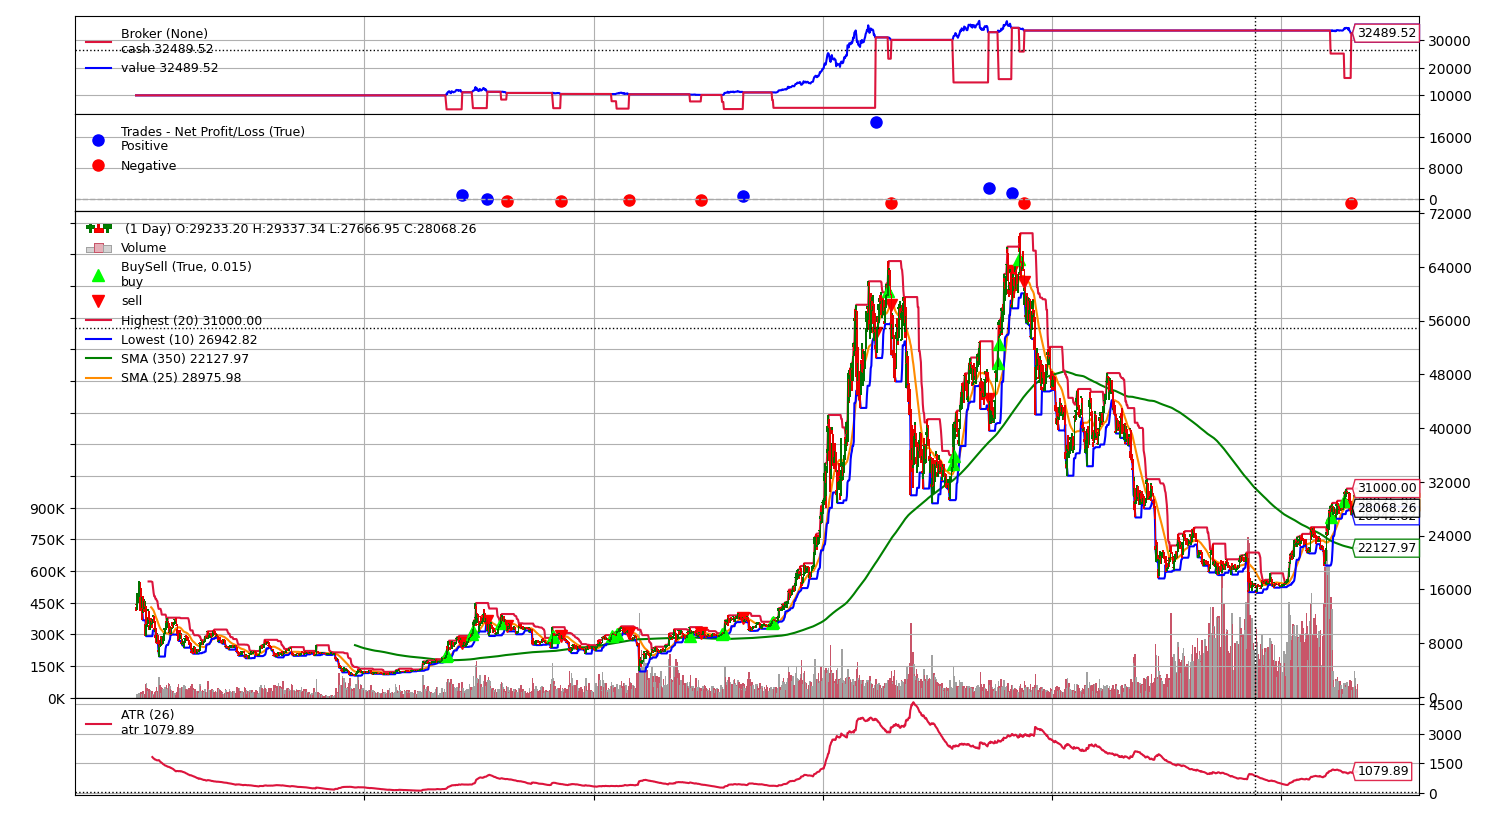 Broker (None)
cash 32489.52
value 32489.52
32489.52
30000
20000
10000
Trades - Net Profit/Loss (True)
Positive
Negative
16000
8000
0
(1 Day) O:29233.20 H:29337.34 L:27666.95 C:28068.26
Volume
BuySell (True, 0.015)
buy
sell
Highest (20) 31000.00
Lowest (10) 26942.82
SMA (350) 22127.97
SMA (25) 28975.98
72000
64000
56000
48000
40000
32000
24000
16000
8000
0
31000.00
28068.26
26942.82
22127.97
900K
750K
600K
450K
300K
150K
0K
ATR (26)
atr 1079.89
4500
3000
1500
0
1079.89